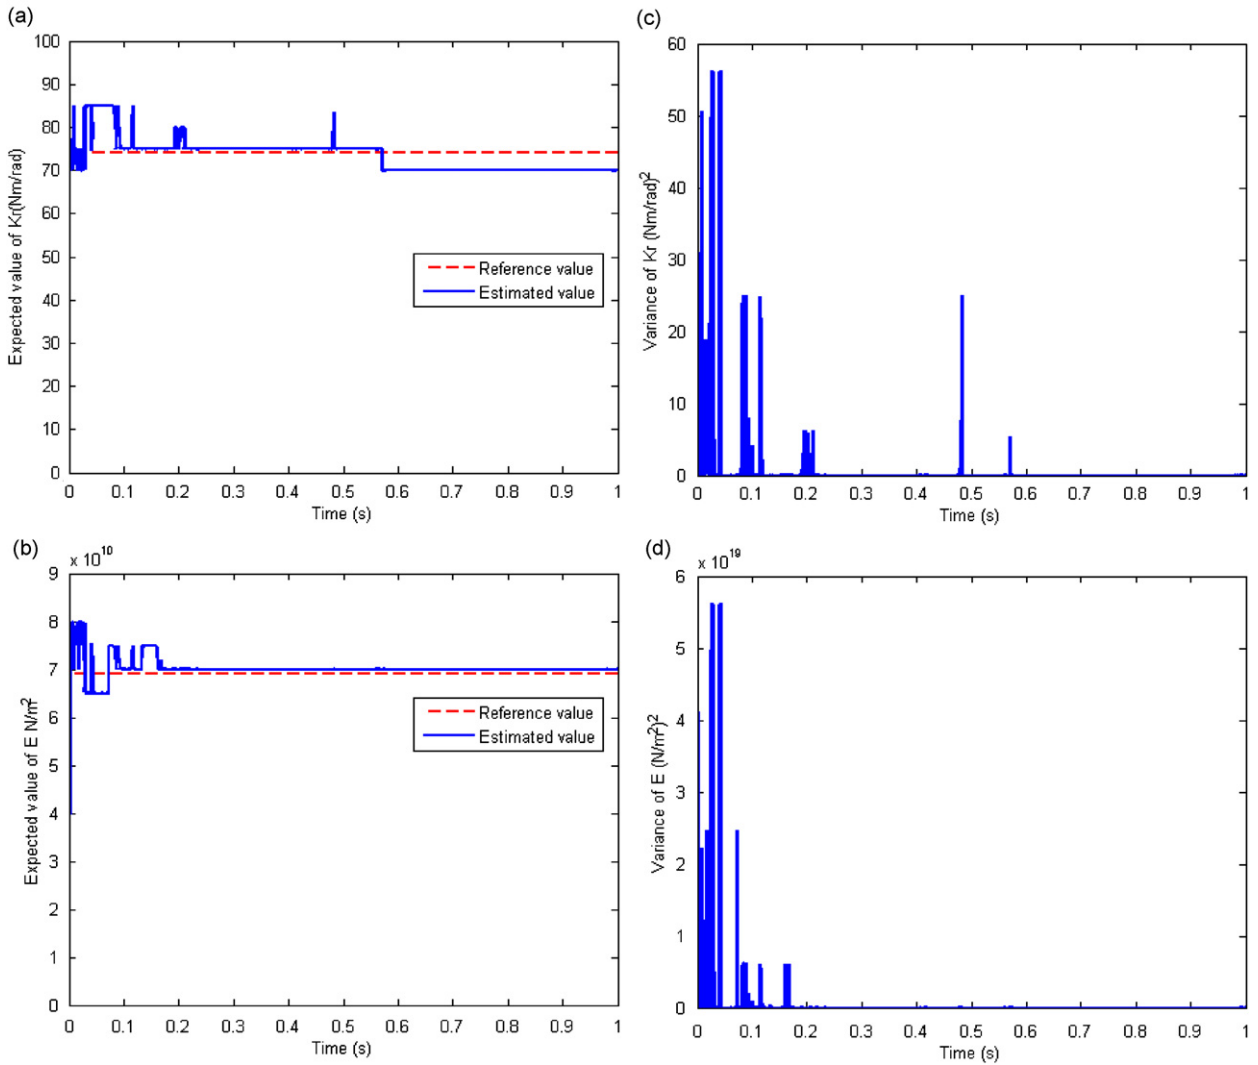 (a)
100
90
80
70
60
50
40
30
20
10
0
Expected value of Kr(Nm/rad)
Reference value
Estimated value
0 0.1 0.2 0.3 0.4 0.5 0.6 0.7 0.8 0.9 1
Time (s)
(c)
60
50
40
30
20
10
0
Variance of Kr (Nm/rad)²
0 0.1 0.2 0.3 0.4 0.5 0.6 0.7 0.8 0.9 1
Time (s)
(b)
x 10¹⁰
9
8
7
6
5
4
3
2
1
0
Expected value of E N/m²
Reference value
Estimated value
0 0.1 0.2 0.3 0.4 0.5 0.6 0.7 0.8 0.9 1
Time (s)
(d)
x 10¹⁹
6
5
4
3
2
1
0
Variance of E (N/m²)²
0 0.1 0.2 0.3 0.4 0.5 0.6 0.7 0.8 0.9 1
Time (s)